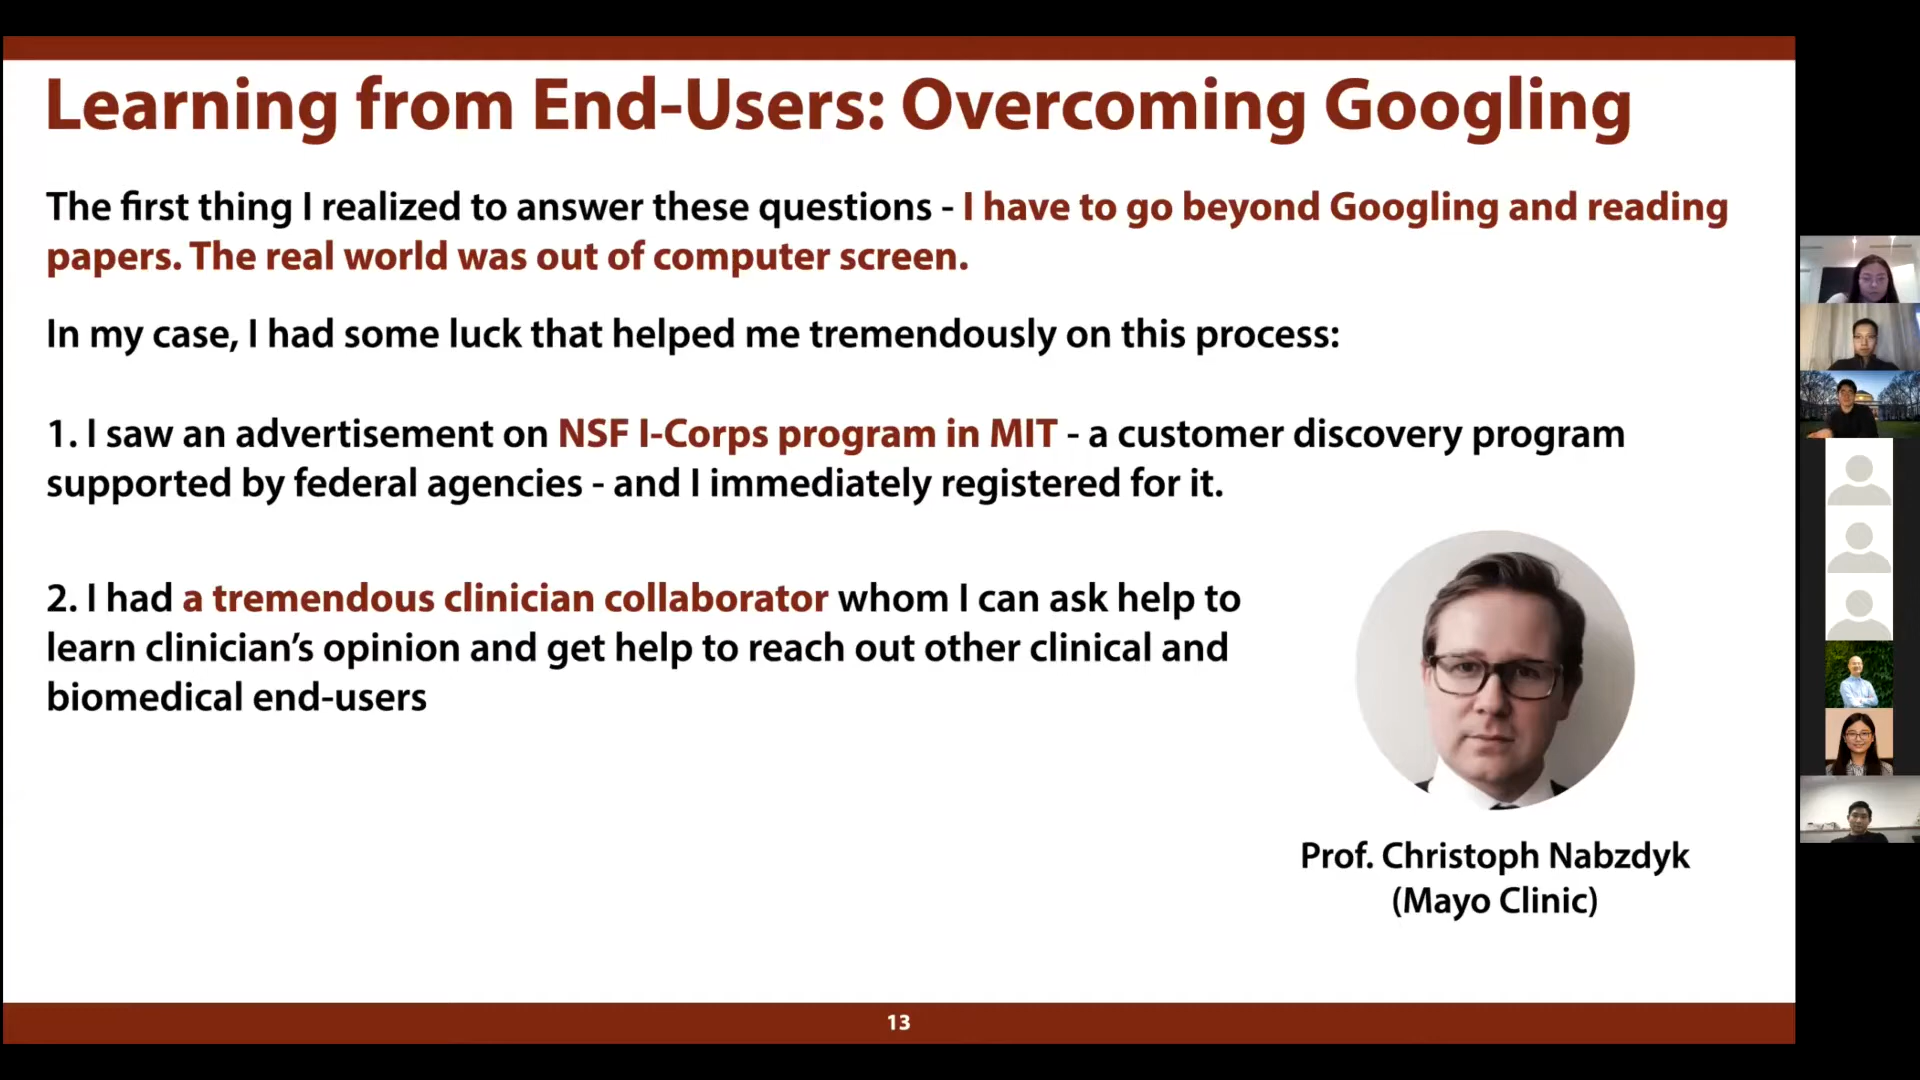 Learning from End-Users: Overcoming Googling
The first thing I realized to answer these questions - I have to go beyond Googling and reading
papers. The real world was out of computer screen.
In my case, I had some luck that helped me tremendously on this process:
1. I saw an advertisement on NSF I-Corps program in MIT - a customer discovery program
supported by federal agencies - and I immediately registered for it.
2. I had a tremendous clinician collaborator whom I can ask help to
learn clinician’s opinion and get help to reach out other clinical and
biomedical end-users
Prof. Christoph Nabzdyk
(Mayo Clinic)
13